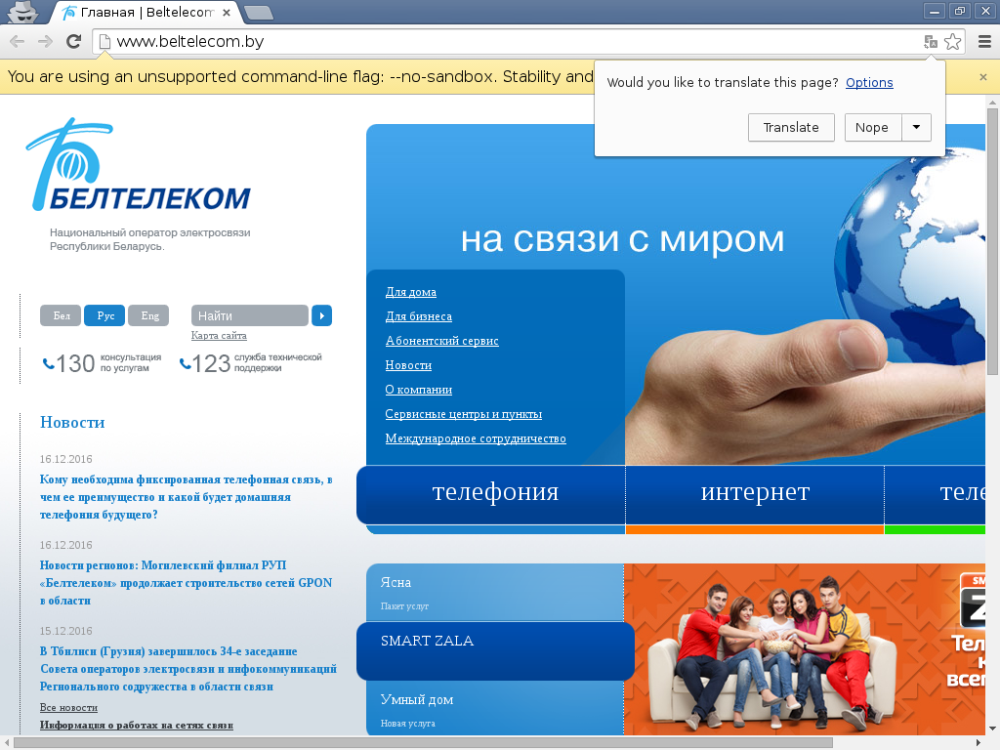 Главная | Beltelecom
www.beltelecom.by
You are using an unsupported command-line flag: --no-sandbox. Stability and
Would you like to translate this page? Options
Translate
Nope
БЕЛТЕЛЕКОМ
Национальный оператор электросвязи
Республики Беларусь.
на связи с миром
Бел
Рус
Eng
Найти
Карта сайта
130 консультация
по услугам
123 служба технической
поддержки
Для дома
Для бизнеса
Абонентский сервис
Новости
О компании
Сервисные центры и пункты
Международное сотрудничество
телефония
интернет
теле
Новости
16.12.2016
Кому необходима фиксированная телефонная связь, в
чем ее преимущество и какой будет домашняя
телефония будущего?
16.12.2016
Новости регионов: Могилевский филиал РУП
«Белтелеком» продолжает строительство сетей GPON
в области
15.12.2016
В Тбилиси (Грузия) завершилось 34-е заседание
Совета операторов электросвязи и инфокоммуникаций
Регионального содружества в области связи
Все новости
Информация о работах на сетях связи
Ясна
Пакет услуг
SMART ZALA
Умный дом
Новая услуга
SM
Z
Тел
к
всег